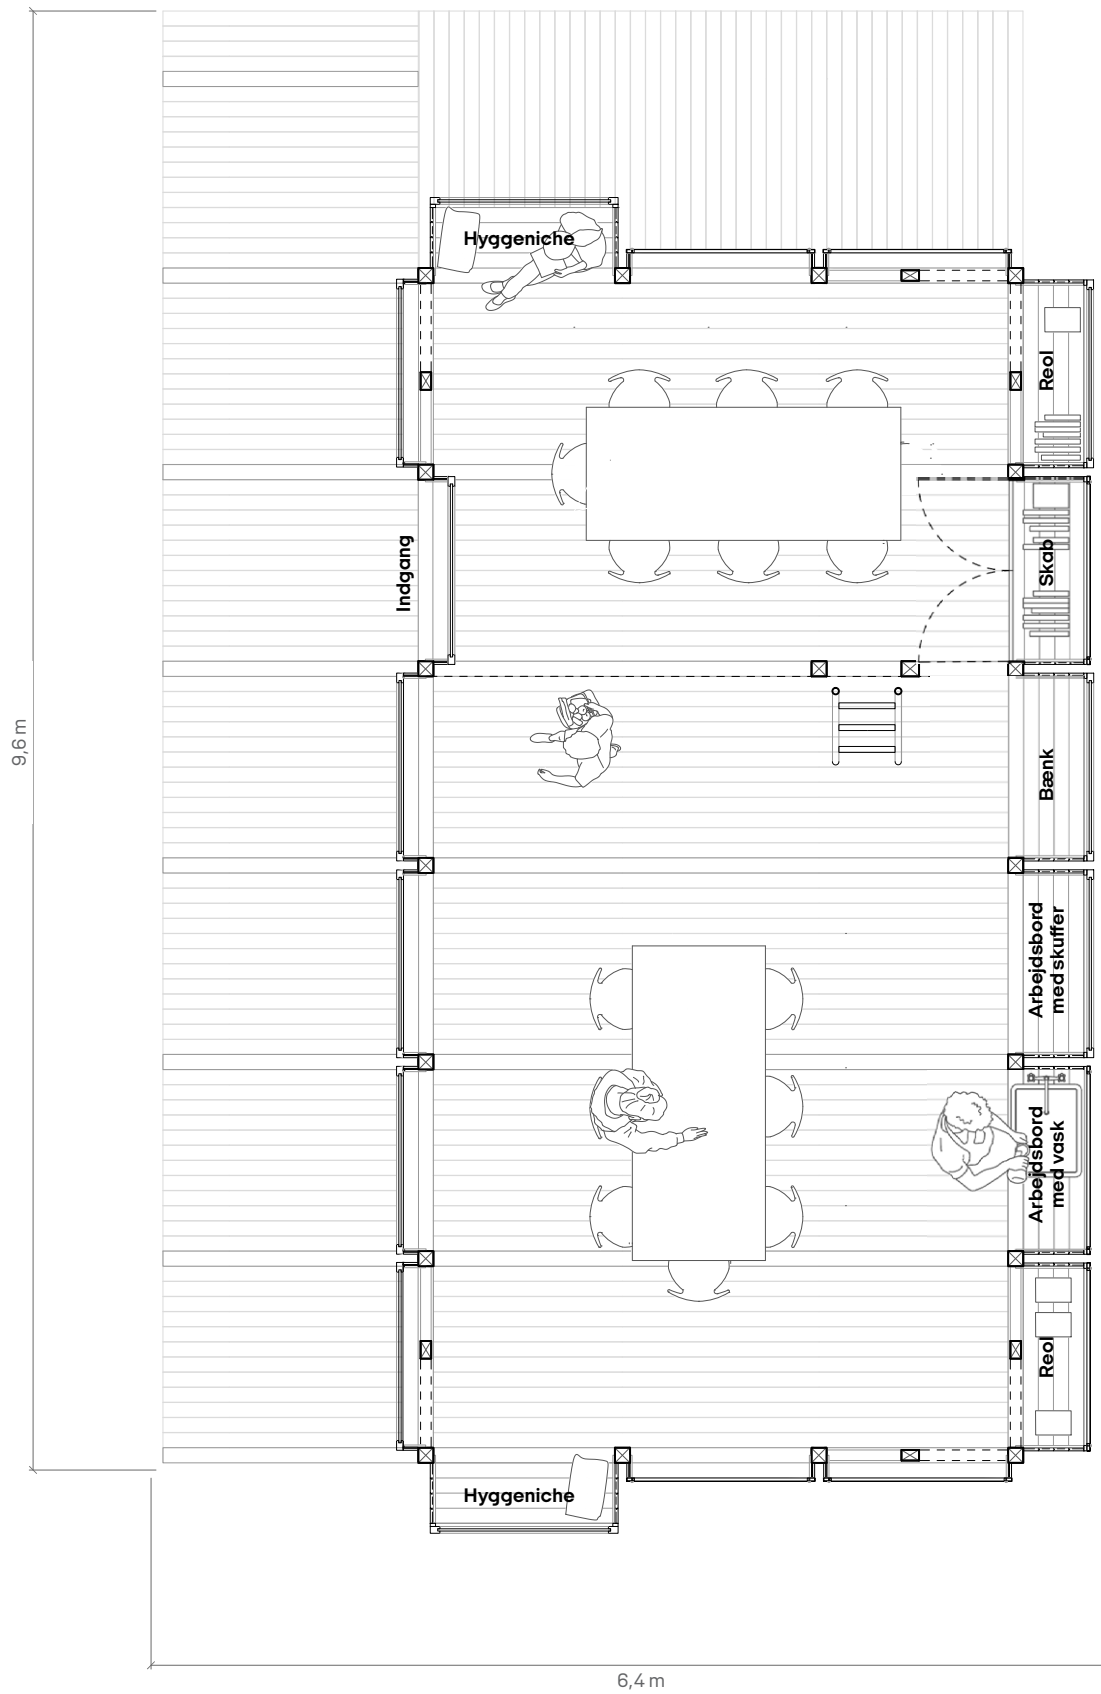 Hyggeniche
Reol
Indgang
Skab
9,6 m
Bænk
Arbejdsbord
med skuffer
Arbejdsbord
med vask
Reol
Hyggeniche
6,4 m